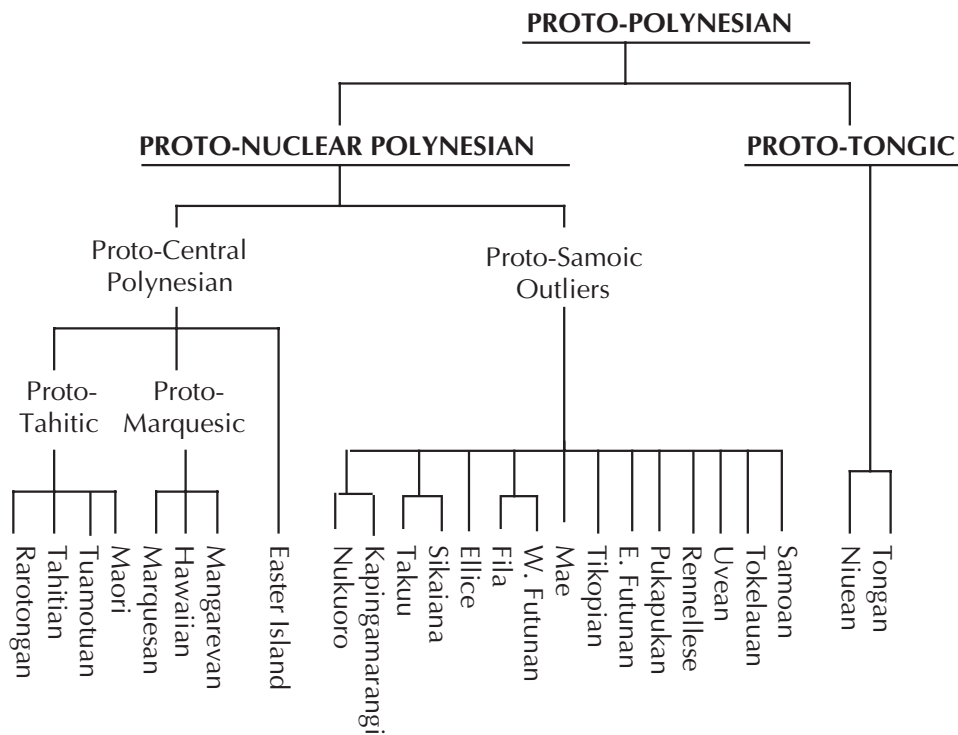 PROTO-POLYNESIAN
PROTO-NUCLEAR POLYNESIAN
PROTO-TONGIC
Proto-Central
Polynesian
Proto-Samoic
Outliers
Proto-
Tahitic
Proto-
Marquesic
Rarotongan
Tahitian
Tuamotuan
Maori
Marquesan
Hawaiian
Mangarevan
Easter Island
Nukuoro
Kapingamarangi
Takuu
Sikaiana
Ellice
Fila
W. Futunan
Mae
Tikopian
E. Futunan
Pukapukan
Rennellese
Uvean
Tokelauan
Samoan
Niuean
Tongan